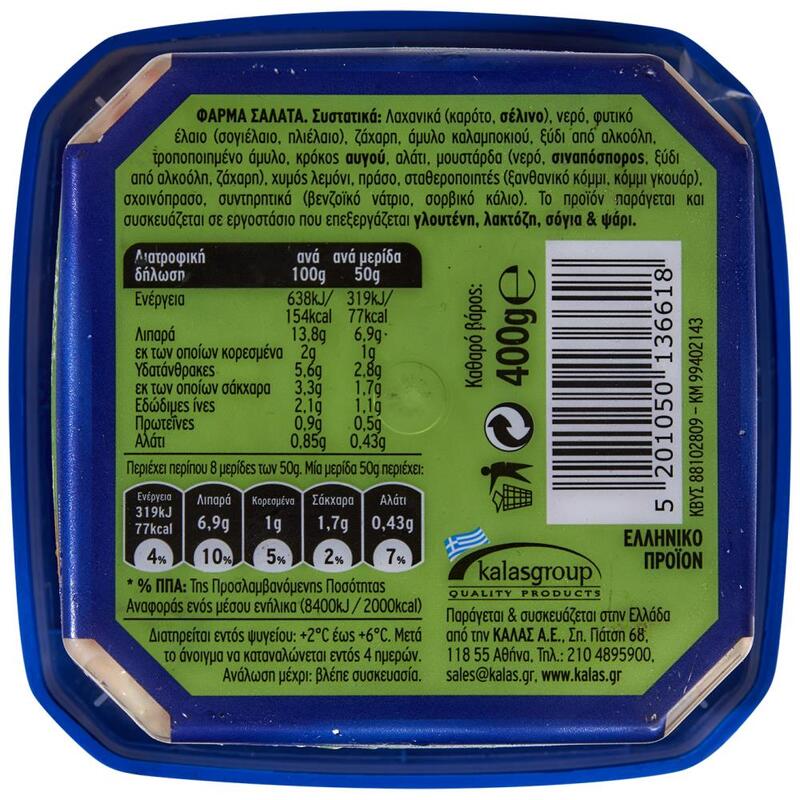 ΦΑΡΜΑ ΣΑΛΑΤΑ. Συστατικά: Λαχανικά (καρότο, σέλινο), νερό, φυτικό
έλαιο (σογιέλαιο, ηλιέλαιο), ζάχαρη, άμυλο καλαμποκιού, ξύδι από αλκοόλη,
τροποποιημένο άμυλο, κρόκος αυγού, αλάτι, μουστάρδα (νερό, σιναπόσπορος, ξύδι
από αλκοόλη, ζάχαρη), χυμός λεμόνι, πράσο, σταθεροποιητές (ξανθανικό κόμμι, κόμμι γκουάρ),
σχοινόπρασο, συντηρητικά (βενζοϊκό νάτριο, σορβικό κάλιο). Το προϊόν παράγεται και
συσκευάζεται σε εργοστάσιο που επεξεργάζεται γλουτένη, λακτόζη, σόγια & ψάρι.
Διατροφική ανά ανά μερίδα
δήλωση 100g 50g
Ενέργεια 638kJ/ 319kJ/
154kcal 77kcal
Λιπαρά 13,8g 6,9g
εκ των οποίων κορεσμένα 2g 1g
Υδατάνθρακες 5,6g 2,8g
εκ των οποίων σάκχαρα 3,3g 1,7g
Εδώδιμες ίνες 2,1g 1,1g
Πρωτεΐνες 0,9g 0,5g
Αλάτι 0,85g 0,43g
Περιέχει περίπου 8 μερίδες των 50g. Μία μερίδα 50g περιέχει:
Ενέργεια Λιπαρά Κορεσμένα Σάκχαρα Αλάτι
319kJ
77kcal 6,9g 1g 1,7g 0,43g
4% 10% 5% 2% 7%
* % ΠΠΑ: Της Προσλαμβανόμενης Ποσότητας
Αναφοράς ενός μέσου ενήλικα (8400kJ / 2000kcal)
Διατηρείται εντός ψυγείου: +2°C έως +6°C. Μετά
το άνοιγμα να καταναλώνεται εντός 4 ημερών.
Ανάλωση μέχρι: βλέπε συσκευασία.
Καθαρό βάρος:
400g℮
5 201050 136618
ΚΒΥΣ 88102809 – ΚΜ 99402143
ΕΛΛΗΝΙΚΟ
ΠΡΟΪΟΝ
kalasgroup
QUALITY PRODUCTS
Παράγεται & συσκευάζεται στην Ελλάδα
από την ΚΑΛΑΣ Α.Ε., Σπ. Πάτση 68,
118 55 Αθήνα, Τηλ.: 210 4895900,
sales@kalas.gr, www.kalas.gr